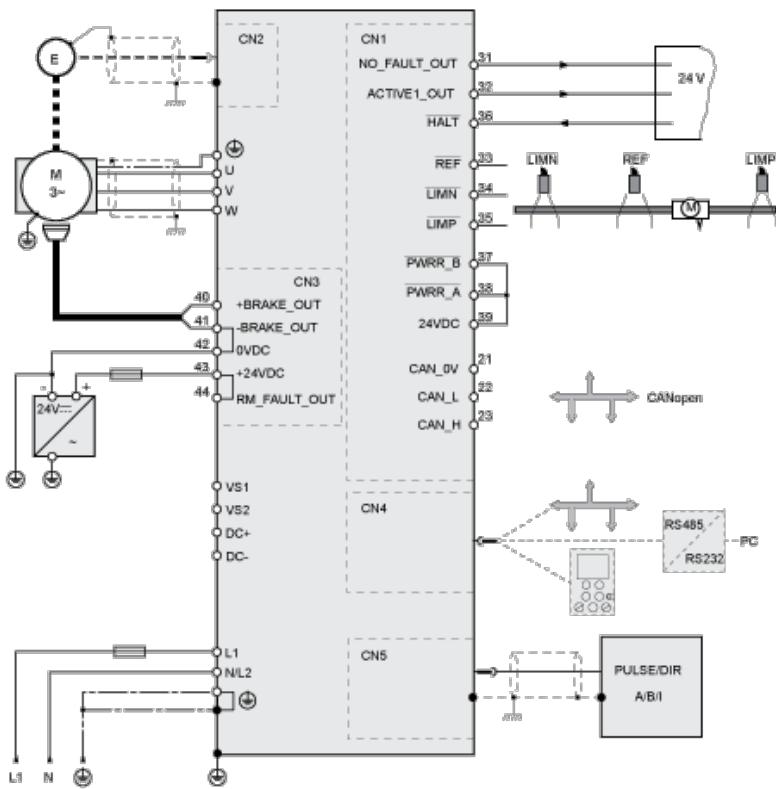 CN2
CN1
E
NO_FAULT_OUT
31
24 V
ACTIVE1_OUT
32
HALT
36
M
3~
U
V
W
REF
33
LIMN
34
LIMP
35
LIMN
REF
LIMP
M
PWRR_B
37
PWRR_A
38
24VDC
39
CN3
40
+BRAKE_OUT
41
-BRAKE_OUT
42
0VDC
43
+24VDC
44
RM_FAULT_OUT
- +
24V
~
CAN_0V
21
CAN_L
22
CAN_H
23
CANopen
VS1
VS2
DC+
DC-
CN4
RS485
RS232
PC
L1
N/L2
CN5
PULSE/DIR
A/B/I
L1 N